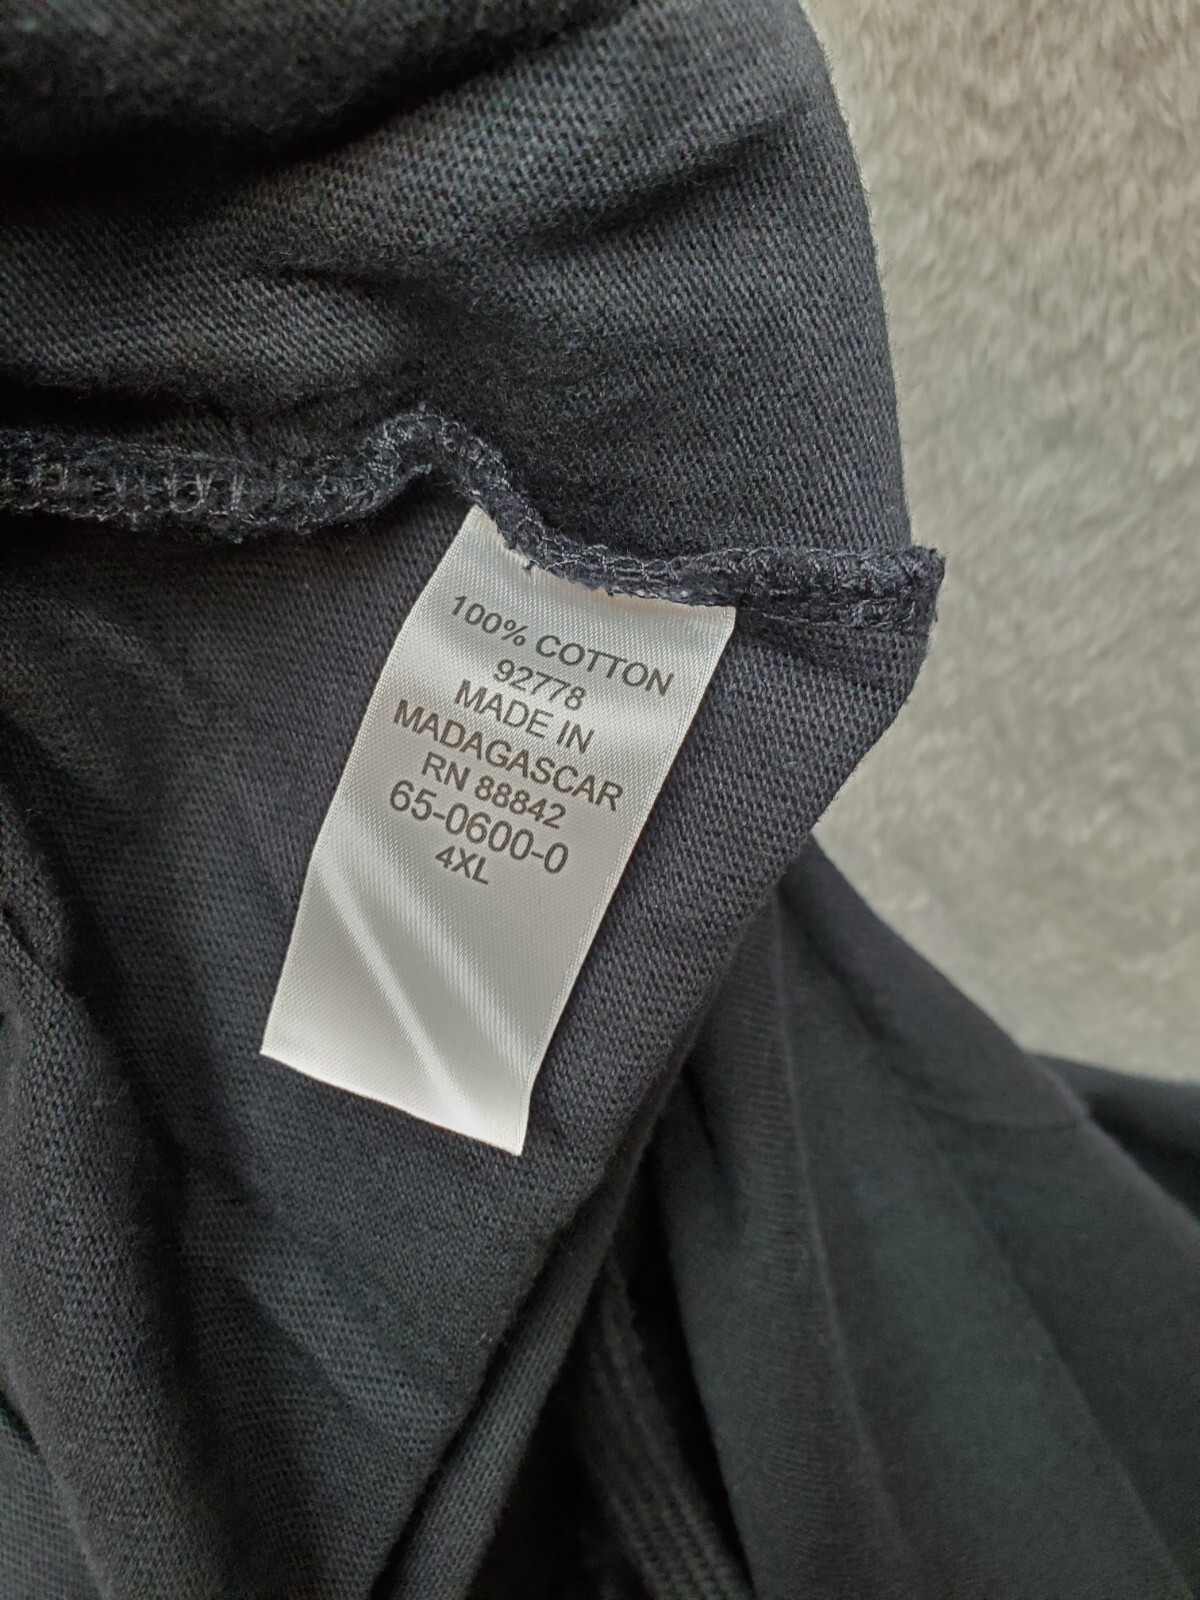 100% COTTON
92778
MADE IN
MADAGASCAR
RN 88842
65-0600-0
4XL